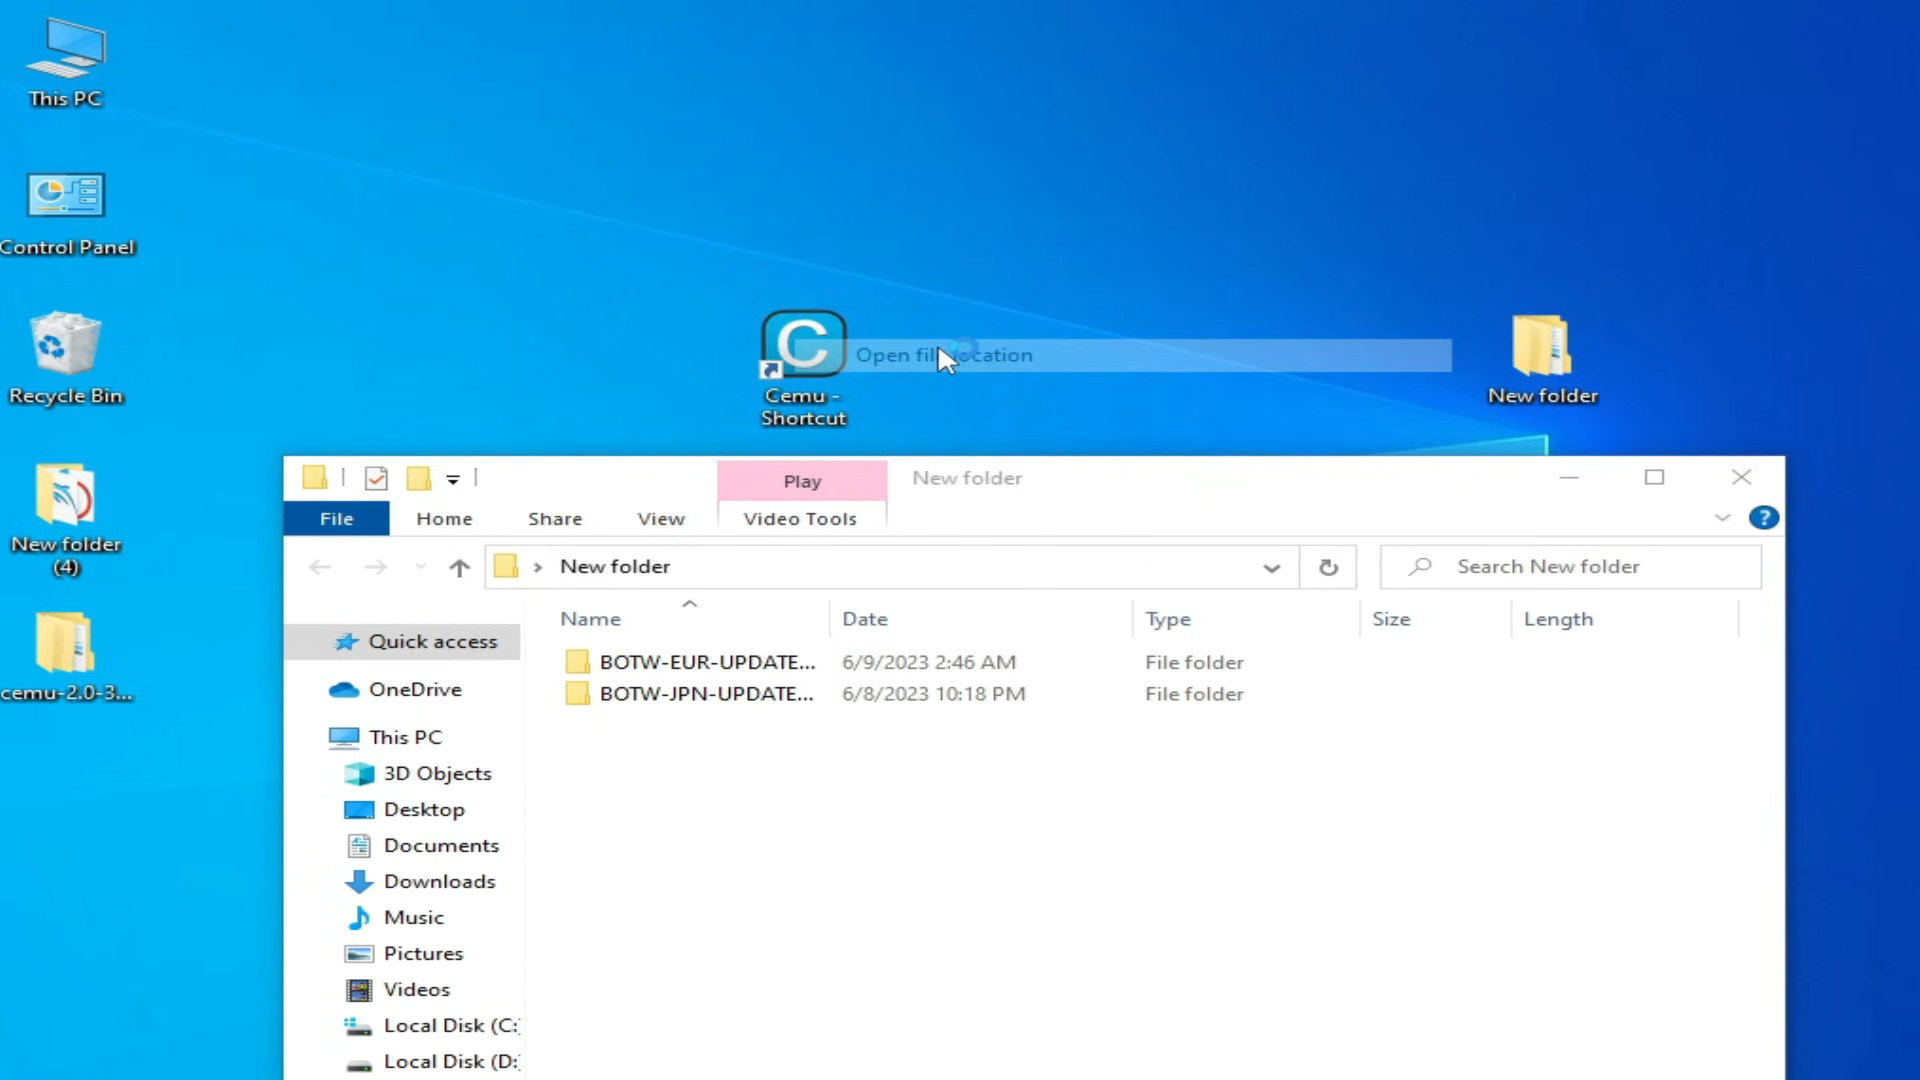 This PC
Control Panel
Recycle Bin
New folder
(4)
cemu-2.0-3...
C
Open file location
Cemu -
Shortcut
New folder
Play
New folder
File
Home
Share
View
Video Tools
?
New folder
Search New folder
Name
Date
Type
Size
Length
Quick access
BOTW-EUR-UPDATE...
6/9/2023 2:46 AM
File folder
BOTW-JPN-UPDATE...
6/8/2023 10:18 PM
File folder
OneDrive
This PC
3D Objects
Desktop
Documents
Downloads
Music
Pictures
Videos
Local Disk (C:
Local Disk (D: